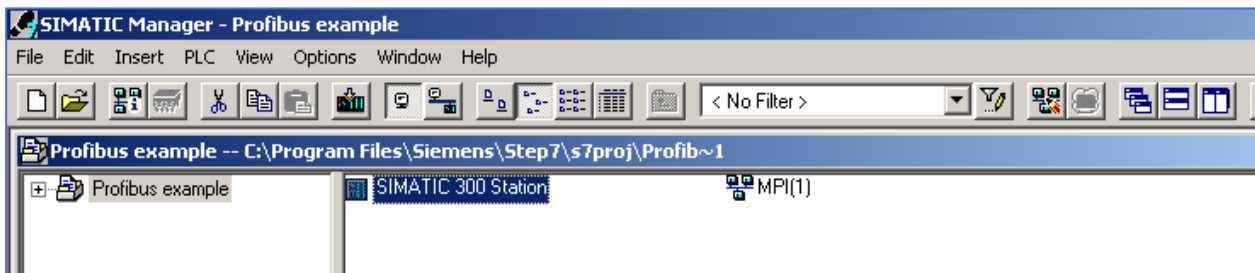 SIMATIC Manager - Profibus example
File Edit Insert PLC View Options Window Help
< No Filter >
Profibus example -- C:\Program Files\Siemens\Step7\s7proj\Profib~1
Profibus example SIMATIC 300 Station MPI(1)